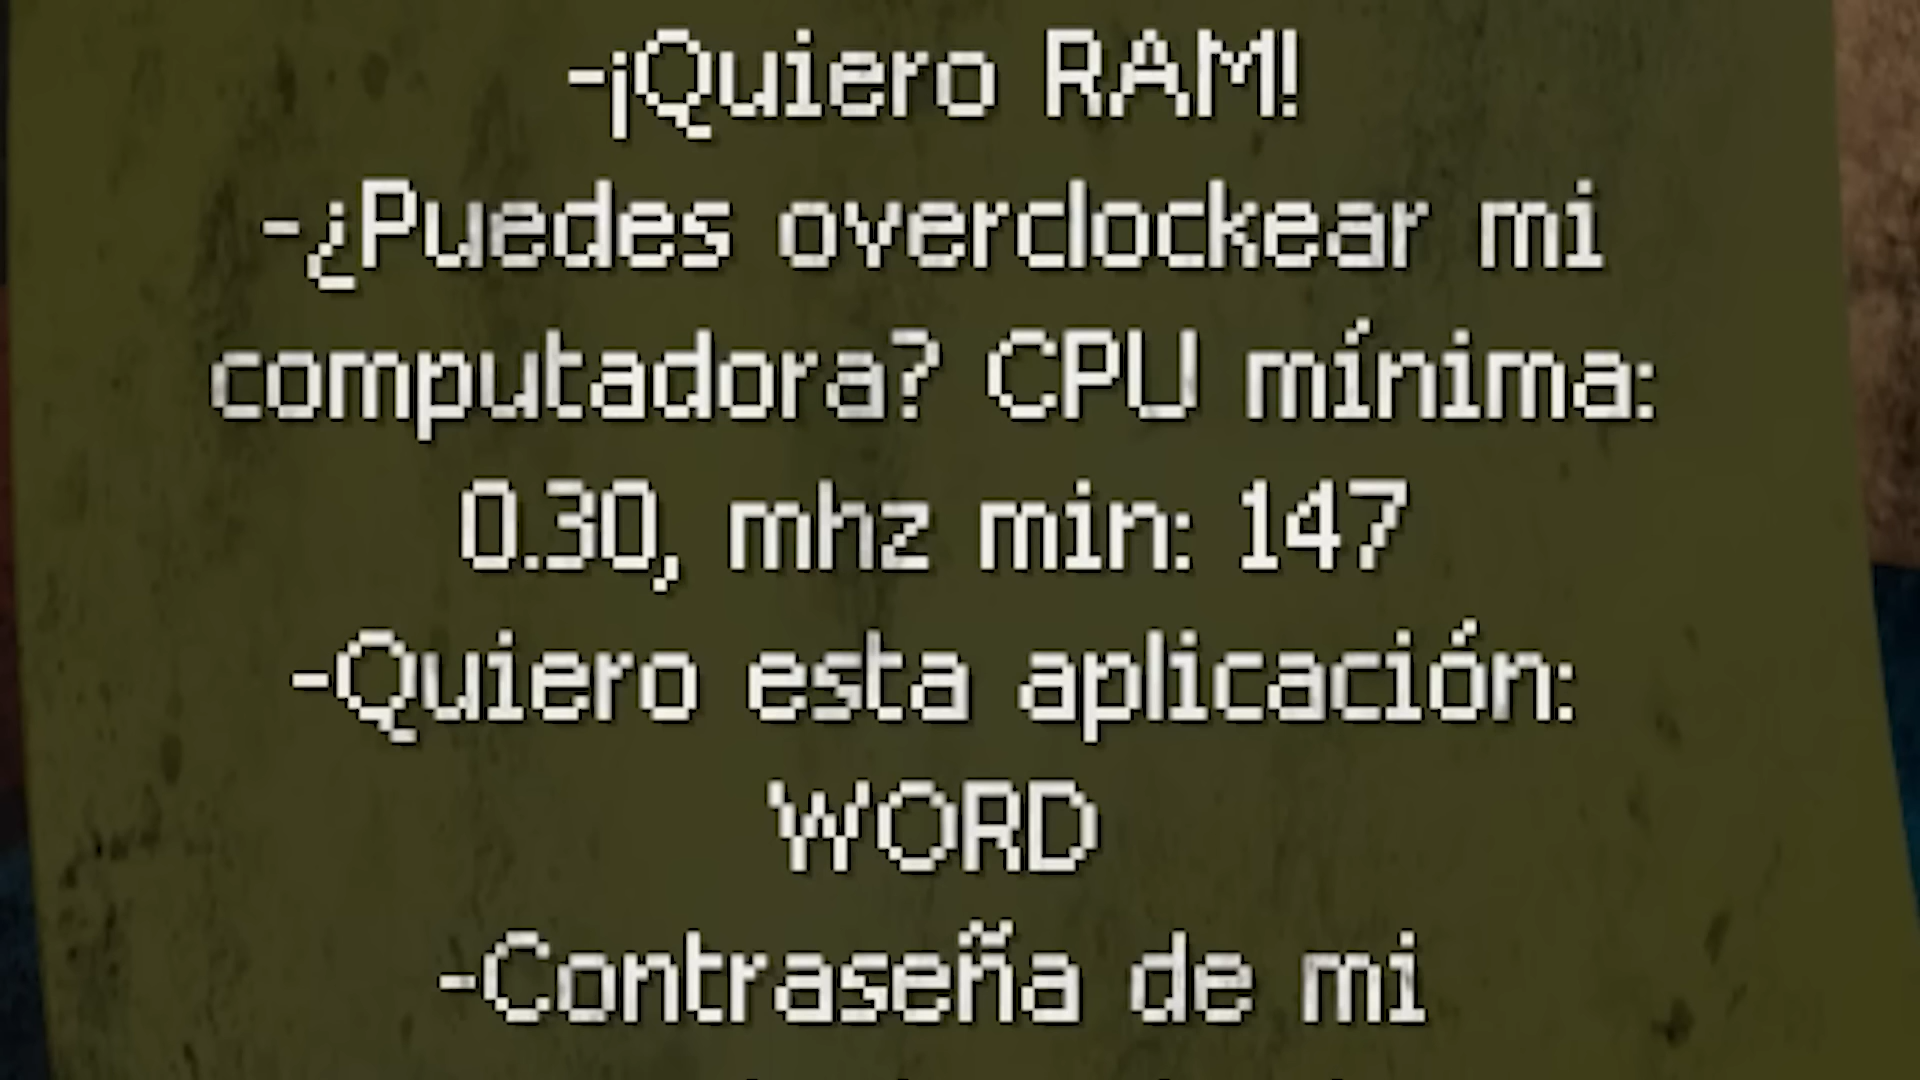 -¡Quiero RAM!
-¿Puedes overclockear mi
computadora? CPU mínima:
0.30, mhz min: 147
-Quiero esta aplicación:
WORD
-Contraseña de mi